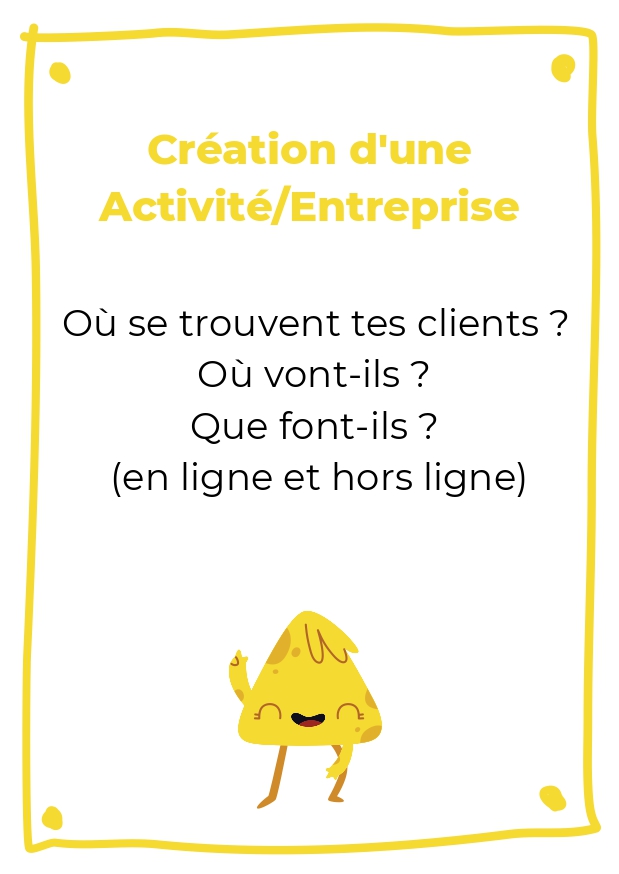 Création d'une
Activité/Entreprise
Où se trouvent tes clients ?
Où vont-ils ?
Que font-ils ?
(en ligne et hors ligne)